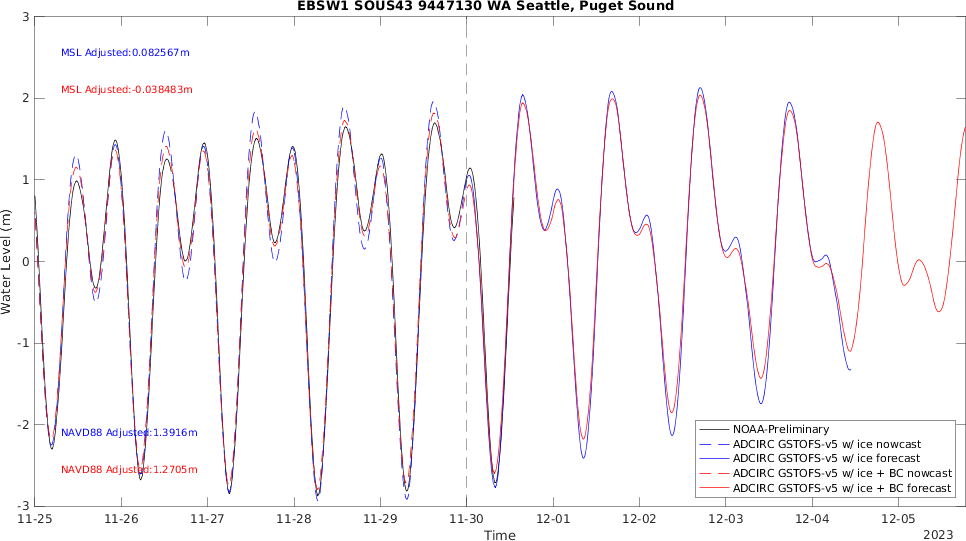 EBSW1 SOUS43 9447130 WA Seattle, Puget Sound
3
MSL Adjusted:0.082567m
MSL Adjusted:-0.038483m
2
1
0
-1
-2
-3
Water Level (m)
NAVD88 Adjusted:1.3916m
NAVD88 Adjusted:1.2705m
NOAA-Preliminary
ADCIRC GSTOFS-v5 w/ ice nowcast
ADCIRC GSTOFS-v5 w/ ice forecast
ADCIRC GSTOFS-v5 w/ ice + BC nowcast
ADCIRC GSTOFS-v5 w/ ice + BC forecast
11-25 11-26 11-27 11-28 11-29 11-30 12-01 12-02 12-03 12-04 12-05
Time
2023